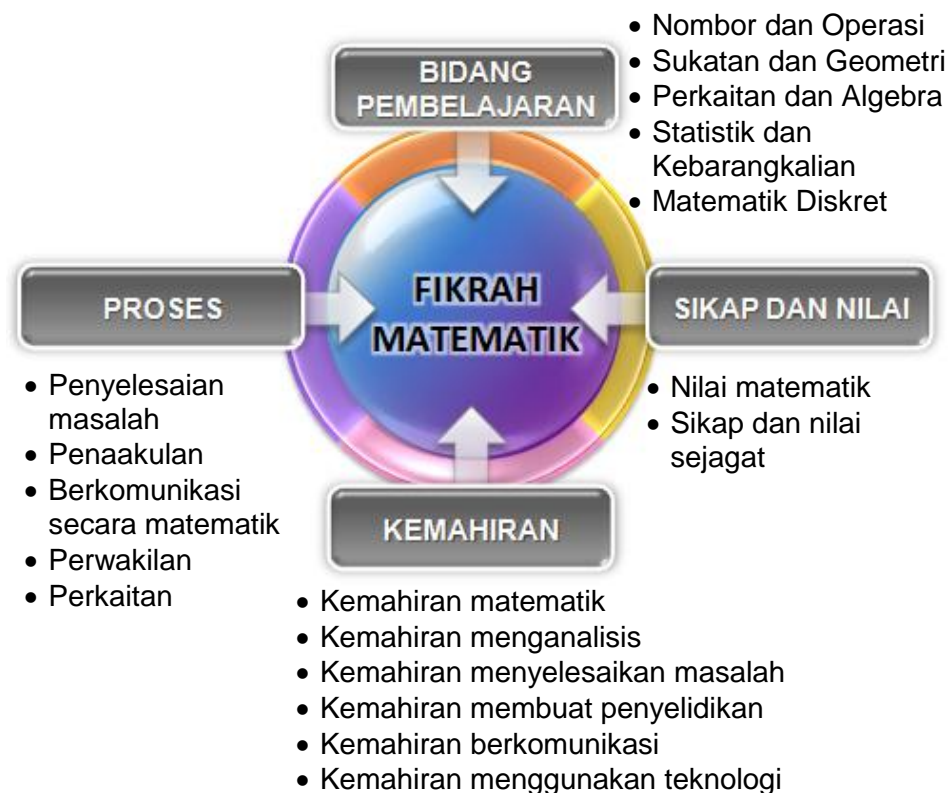 BIDANG
PEMBELAJARAN
• Nombor dan Operasi
• Sukatan dan Geometri
• Perkaitan dan Algebra
• Statistik dan
Kebarangkalian
• Matematik Diskret
PROSES
• Penyelesaian
masalah
• Penaakulan
• Berkomunikasi
secara matematik
• Perwakilan
• Perkaitan
FIKRAH
MATEMATIK
SIKAP DAN NILAI
• Nilai matematik
• Sikap dan nilai
sejagat
KEMAHIRAN
• Kemahiran matematik
• Kemahiran menganalisis
• Kemahiran menyelesaikan masalah
• Kemahiran membuat penyelidikan
• Kemahiran berkomunikasi
• Kemahiran menggunakan teknologi